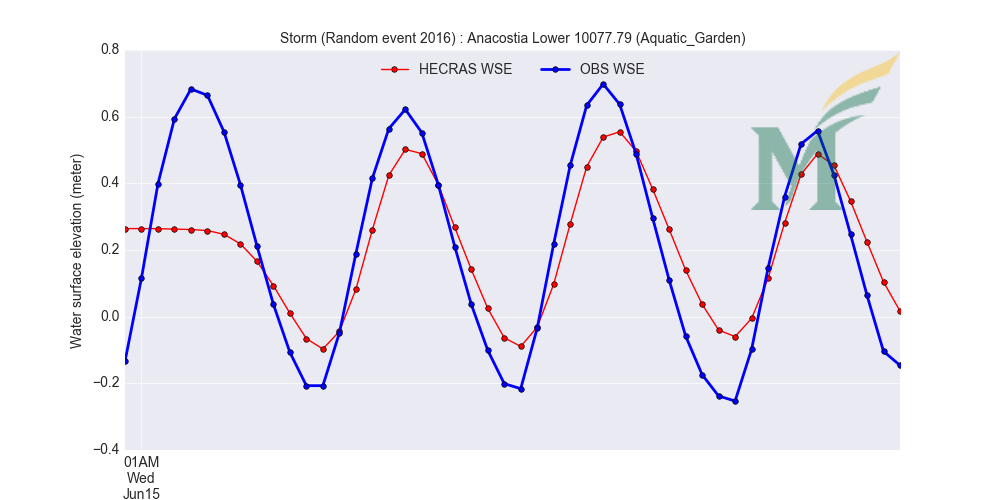 Storm (Random event 2016) : Anacostia Lower 10077.79 (Aquatic_Garden)
HECRAS WSE
OBS WSE
M
Water surface elevation (meter)
0.8
0.6
0.4
0.2
0.0
−0.2
−0.4
01AM
Wed
Jun15